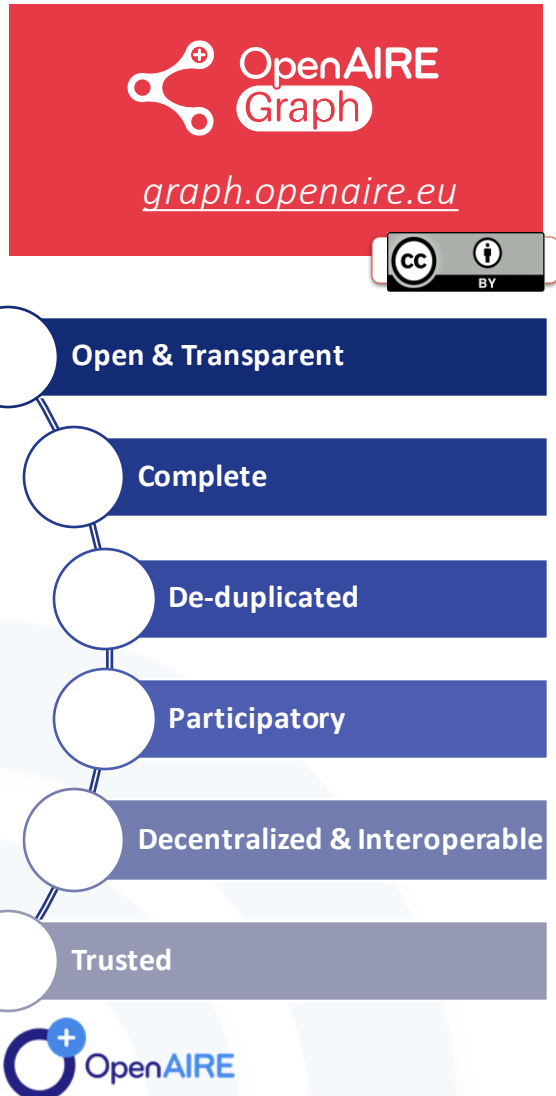 OpenAIRE
Graph
graph.openaire.eu
cc
BY
Open & Transparent
Complete
De-duplicated
Participatory
Decentralized & Interoperable
Trusted
OpenAIRE